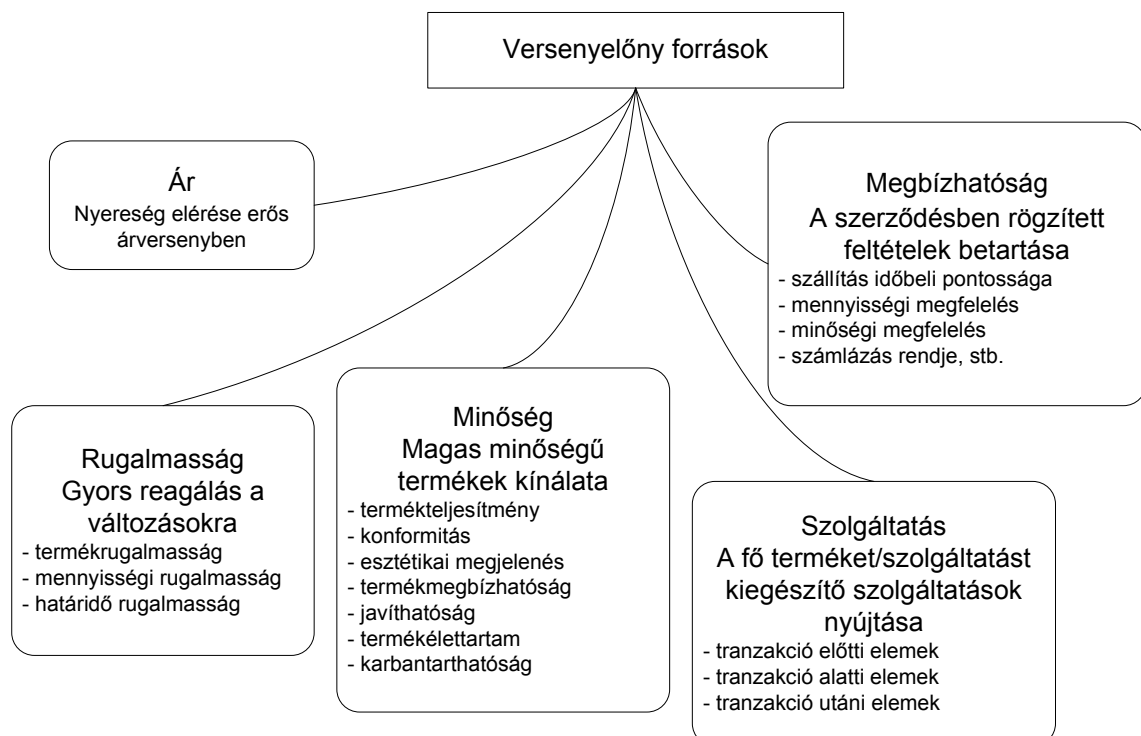 Versenyelőny források
Ár
Nyereség elérése erős
árversenyben
Megbízhatóság
A szerződésben rögzített
feltételek betartása
- szállítás időbeli pontossága
- mennyisségi megfelelés
- minőségi megfelelés
- számlázás rendje, stb.
Rugalmasság
Gyors reagálás a
változásokra
- termékrugalmasság
- mennyisségi rugalmasság
- határidő rugalmasság
Minőség
Magas minőségű
termékek kínálata
- termékteljesítmény
- konformitás
- esztétikai megjelenés
- termékmegbízhatóság
- javíthatóság
- termékélettartam
- karbantarthatóság
Szolgáltatás
A fő terméket/szolgáltatást
kiegészítő szolgáltatások
nyújtása
- tranzakció előtti elemek
- tranzakció alatti elemek
- tranzakció utáni elemek